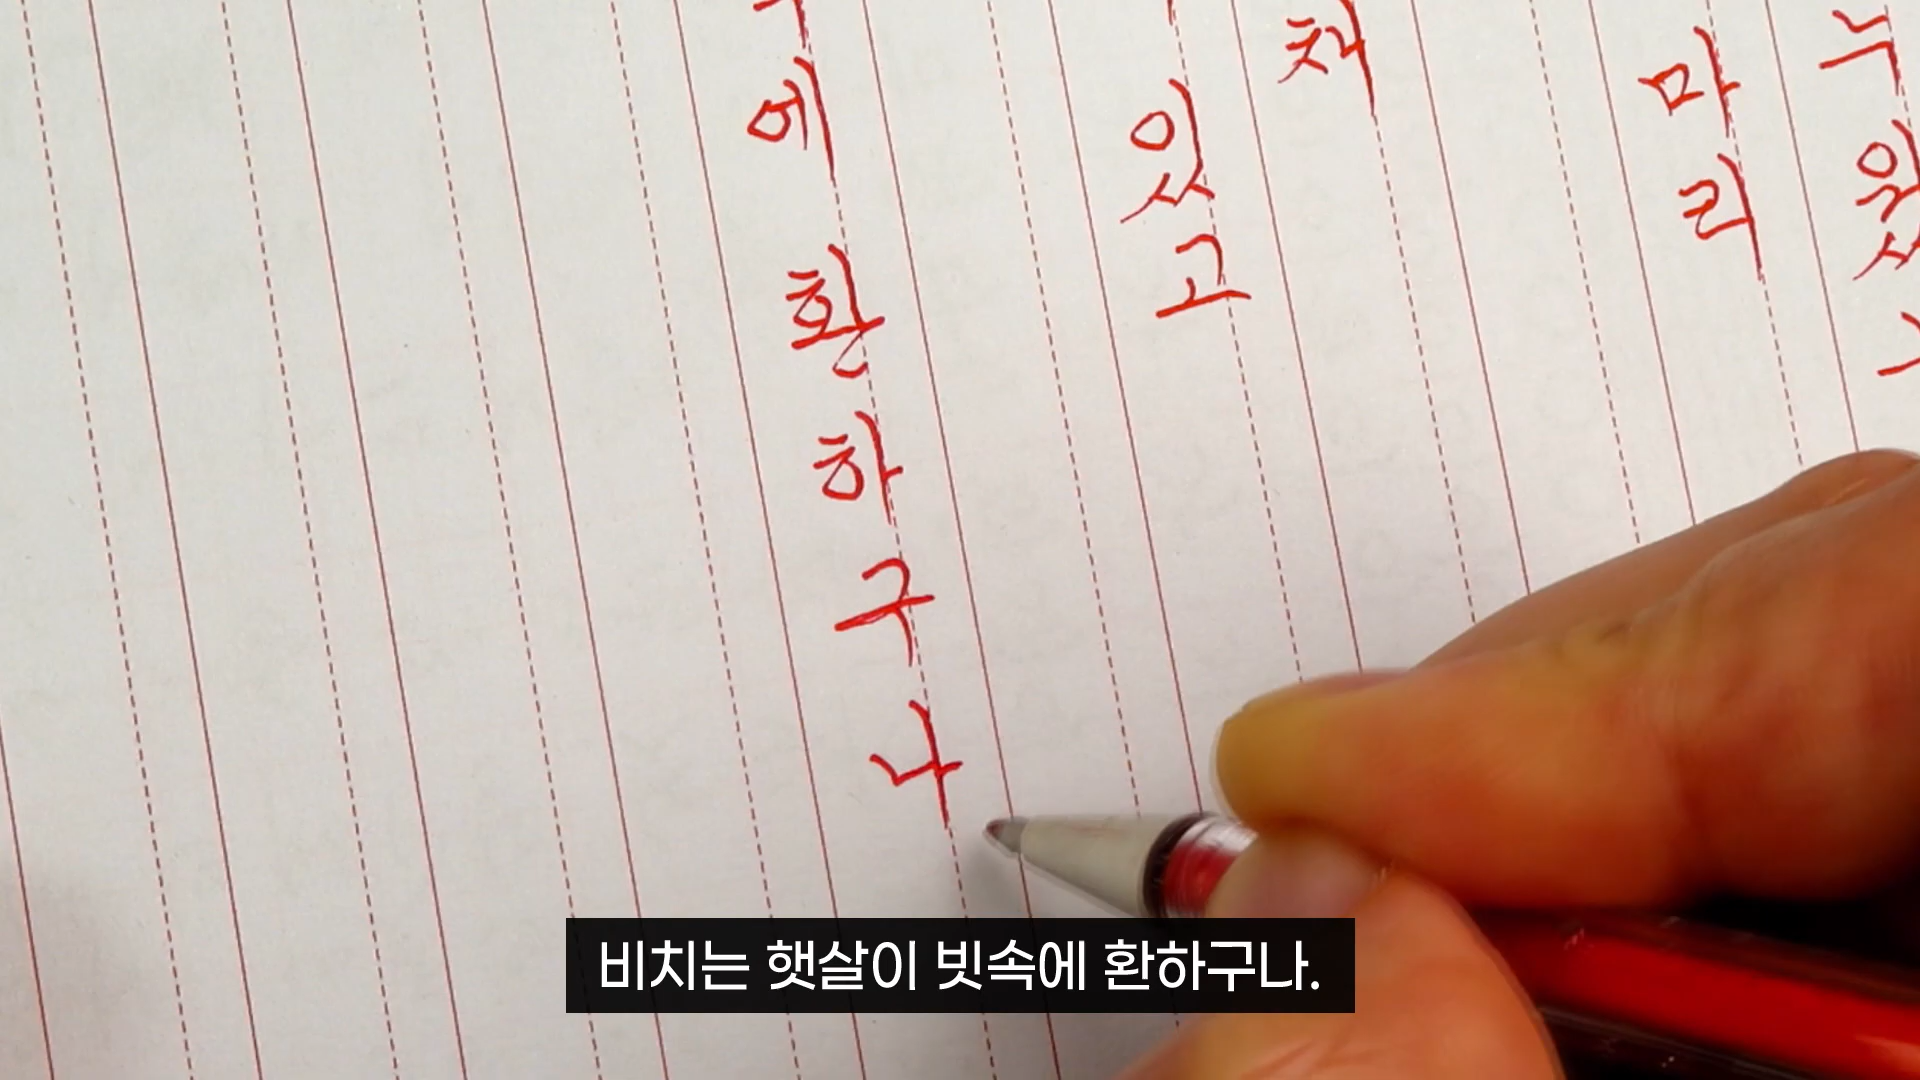 마리
채
있고
에 환하구나
비치는 햇살이 빗속에 환하구나.